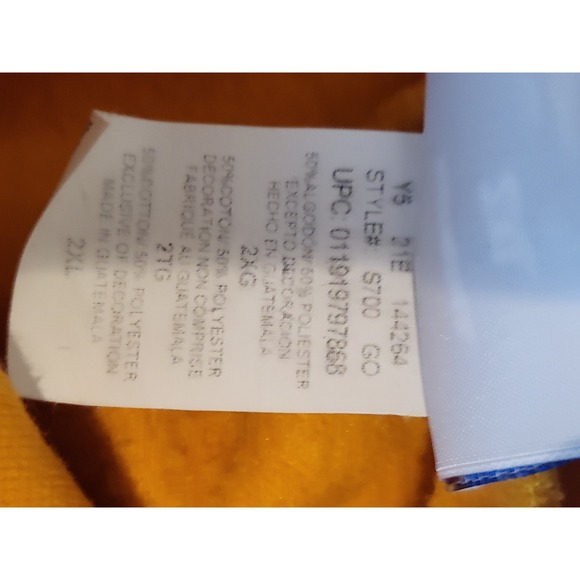 Y5 21E 144264
STYLE# S700 GO
UPC 011919797868
50%ALGODON/50% POLIESTER
*EXCEPTO DECORACION
HECHO EN GUATEMALA
2XG
50%COTON/50% POLYESTER
DECORATION NON COMPRISE
FABRIQUE AU GUATEMALA
2TG
50%COTTON/50% POLYESTER
EXCLUSIVE OF DECORATION
MADE IN GUATEMALA
2XL